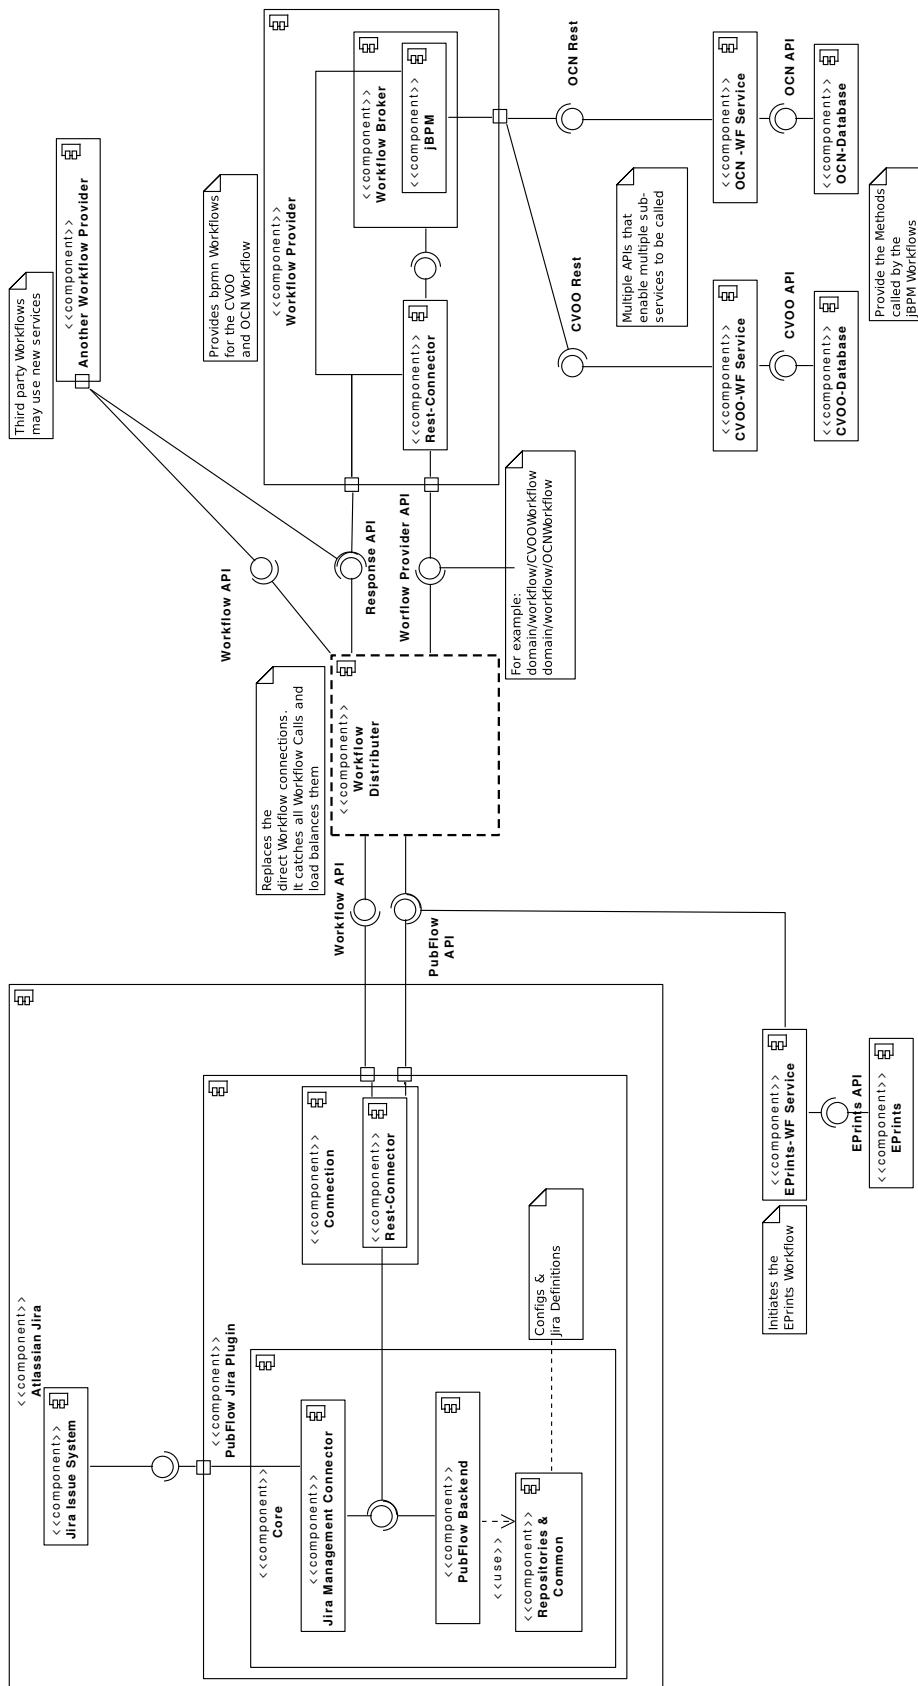 <<component>>
Atlassian Jira
<<component>>
Jira Issue System
<<component>>
PubFlow Jira Plugin
<<component>>
Core
<<component>>
Jira Management Connector
<<component>>
PubFlow Backend
<<use>>
<<component>>
Repositories &
Common
Configs &
Jira Definitions
<<component>>
Connection
<<component>>
Rest-Connector
Initiates the
EPrints Workflow
<<component>>
EPrints-WF Service
EPrints API
<<component>>
EPrints
Workflow API
PubFlow
API
Replaces the
direct Workflow connections.
It catches all Workflow Calls and
load balances them
<<component>>
Workflow
Distributer
Workflow API
Response API
Worflow Provider API
For example:
domain/workflow/CVOOWorkflow
domain/workflow/OCNWorkflow
Third party Workflows
may use new services
<<component>>
Another Workflow Provider
Provides bpmn Workflows
for the CVOO
and OCN Workflow
<<component>>
Workflow Provider
<<component>>
Rest-Connector
<<component>>
Workflow Broker
<<component>>
jBPM
CVOO Rest
OCN Rest
Multiple APIs that
enable multiple sub-
services to be called
<<component>>
CVOO-WF Service
CVOO API
<<component>>
CVOO-Database
<<component>>
OCN -WF Service
OCN API
<<component>>
OCN-Database
Provide the Methods
called by the
jBPM Workflows